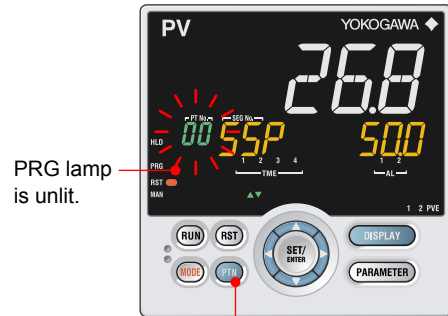 PV
YOKOGAWA
26.8
PT No.
SEG No.
00
SSP
50.0
HLD
1 2 3 4
1 2
PRG
TME
AL
RST
MAN
1 2 PVE
PRG lamp
is unlit.
RUN
RST
SET/
ENTER
DISPLAY
MODE
PTN
PARAMETER